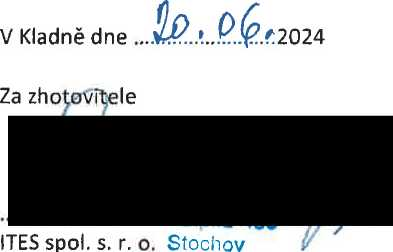 V Kladně dne ... 20. 06. 2024
Za zhotovitele
ITES spol. s. r. o. Stochov